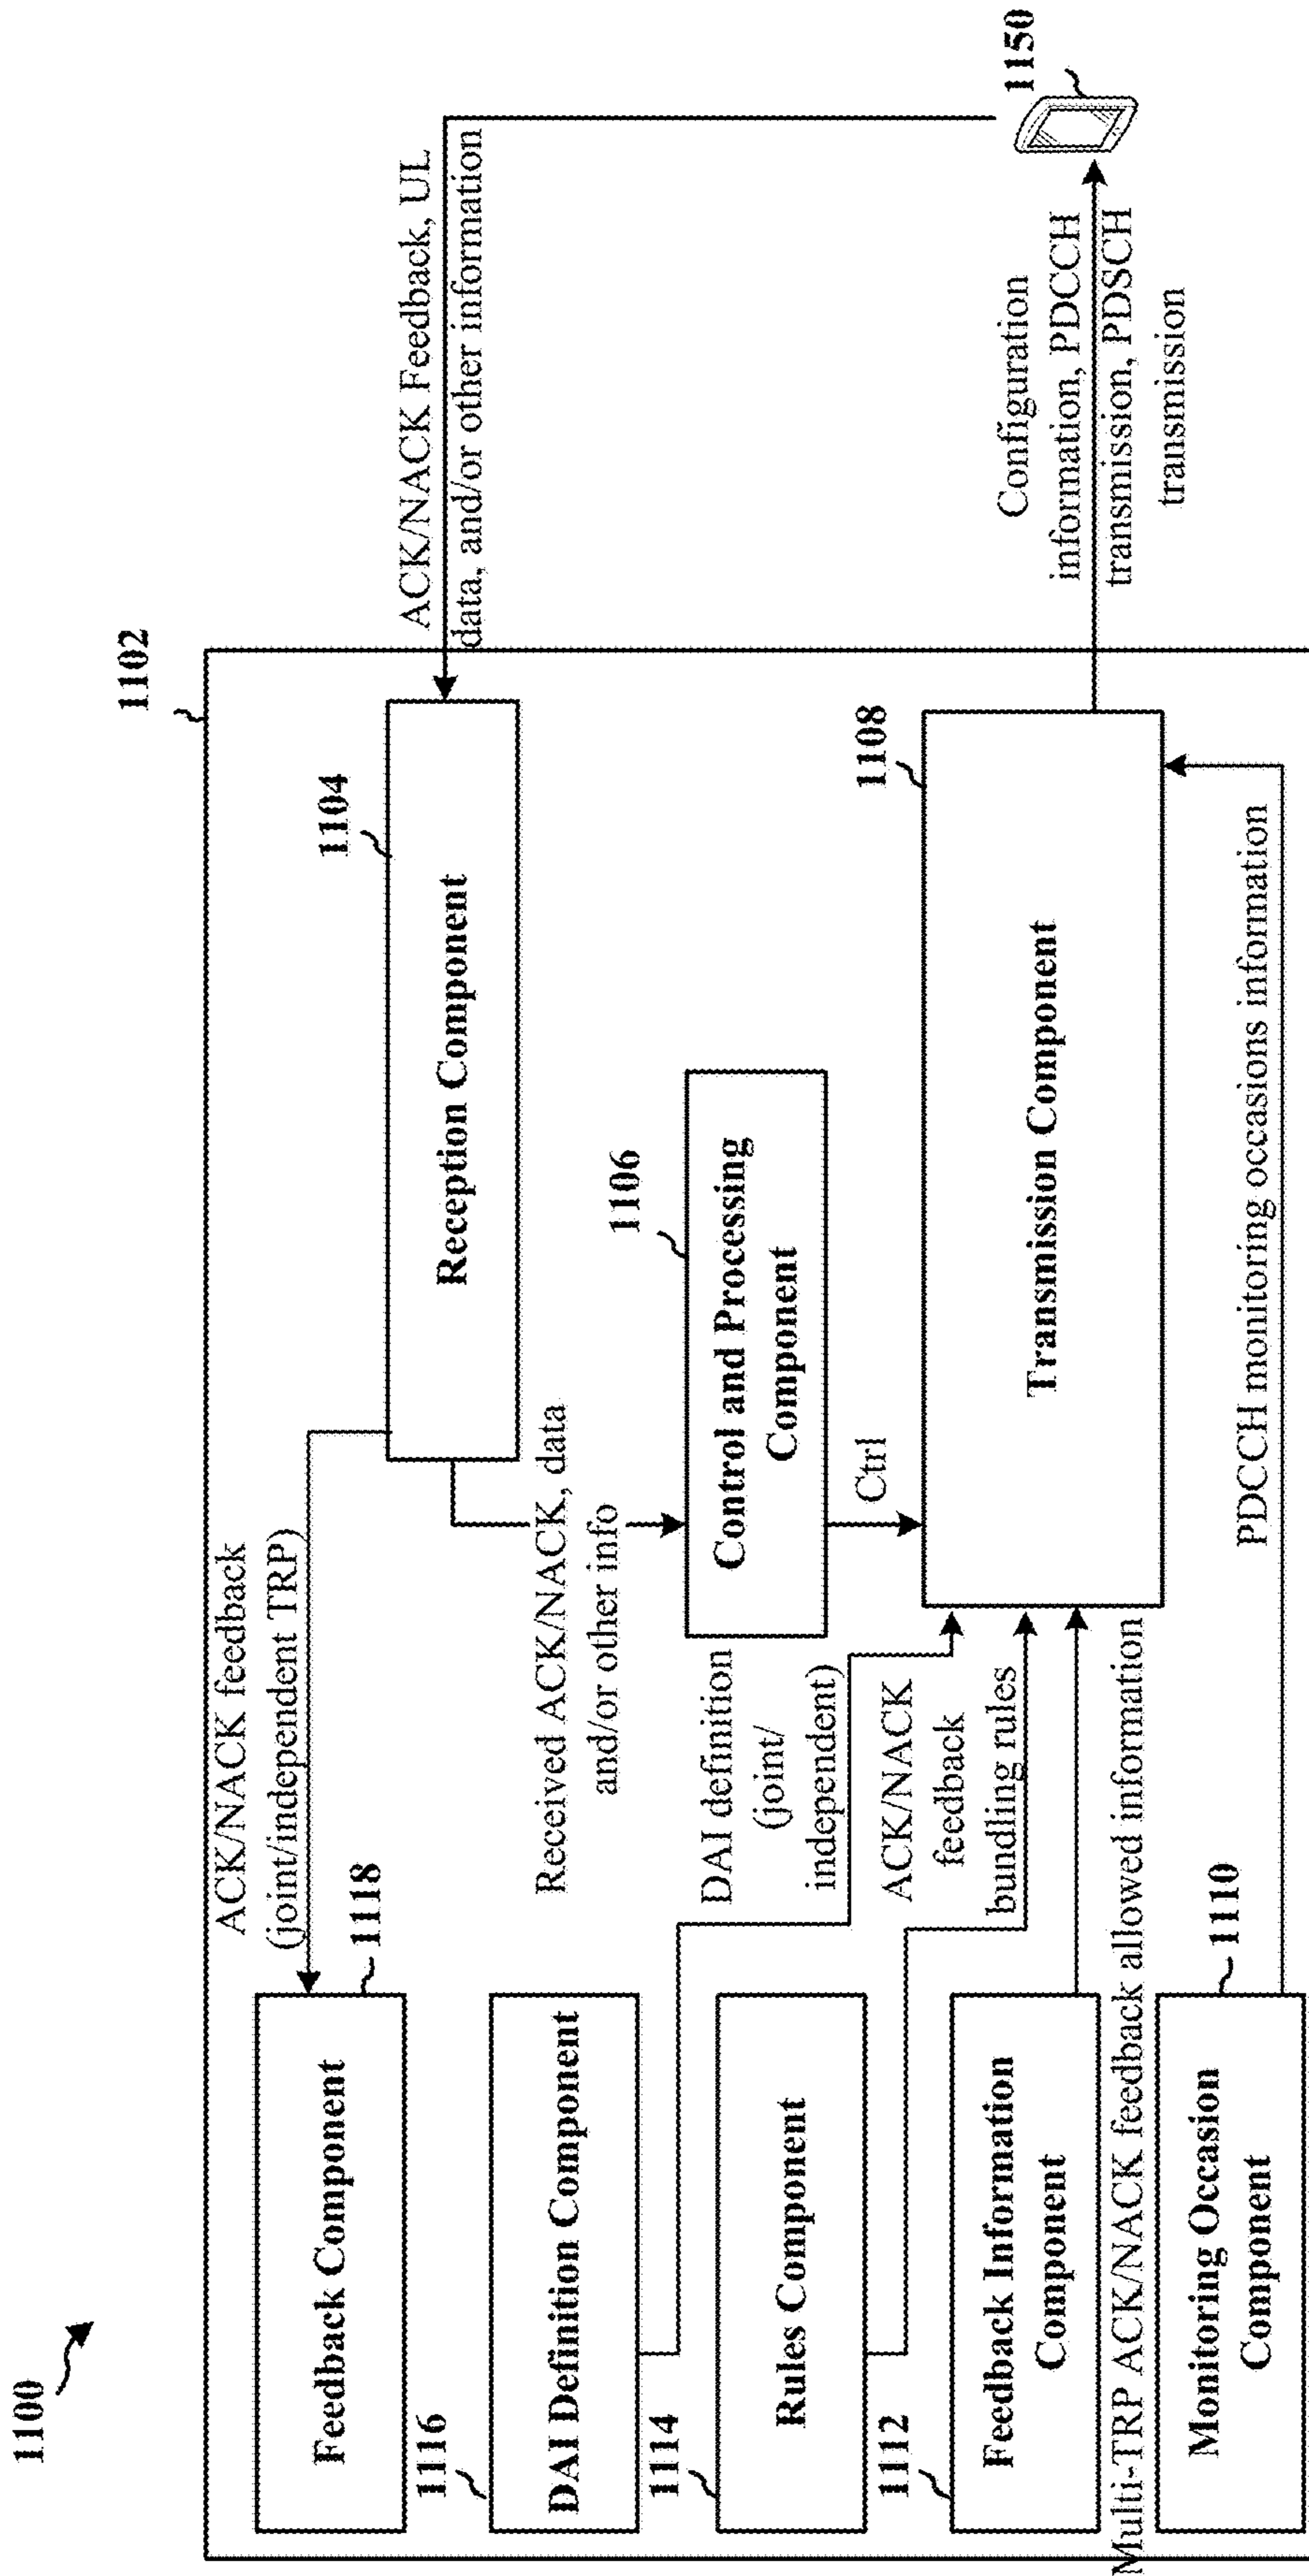 1100
1102
ACK/NACK feedback
(joint/independent TRP)
ACK/NACK Feedback, UL
data, and/or other information
Feedback Component
1118
1104
Reception Component
Received ACK/NACK, data
and/or other info
1116
DAI Definition Component
DAI definition
(joint/
independent)
1106
Control and Processing
Component
Ctrl
1114
Rules Component
ACK/NACK
feedback
bundling rules
1108
Transmission Component
1112
Feedback Information
Component
Multi-TRP ACK/NACK feedback allowed information
Configuration
information, PDCCH
transmission, PDSCH
transmission
1150
Monitoring Occasion
Component
1110
PDCCH monitoring occasions information